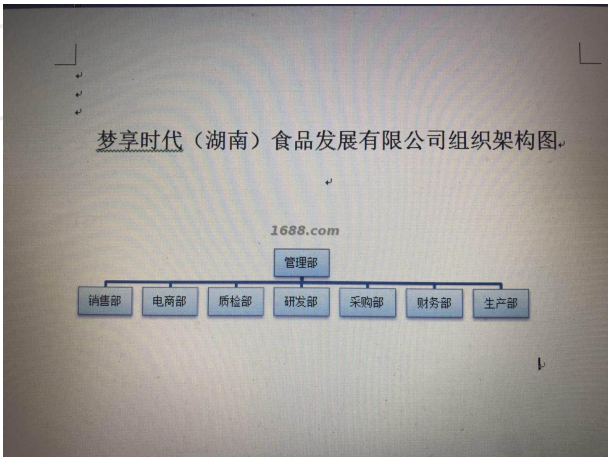 梦享时代（湖南）食品发展有限公司组织架构图
1688.com
管理部
销售部 电商部 质检部 研发部 采购部 财务部 生产部